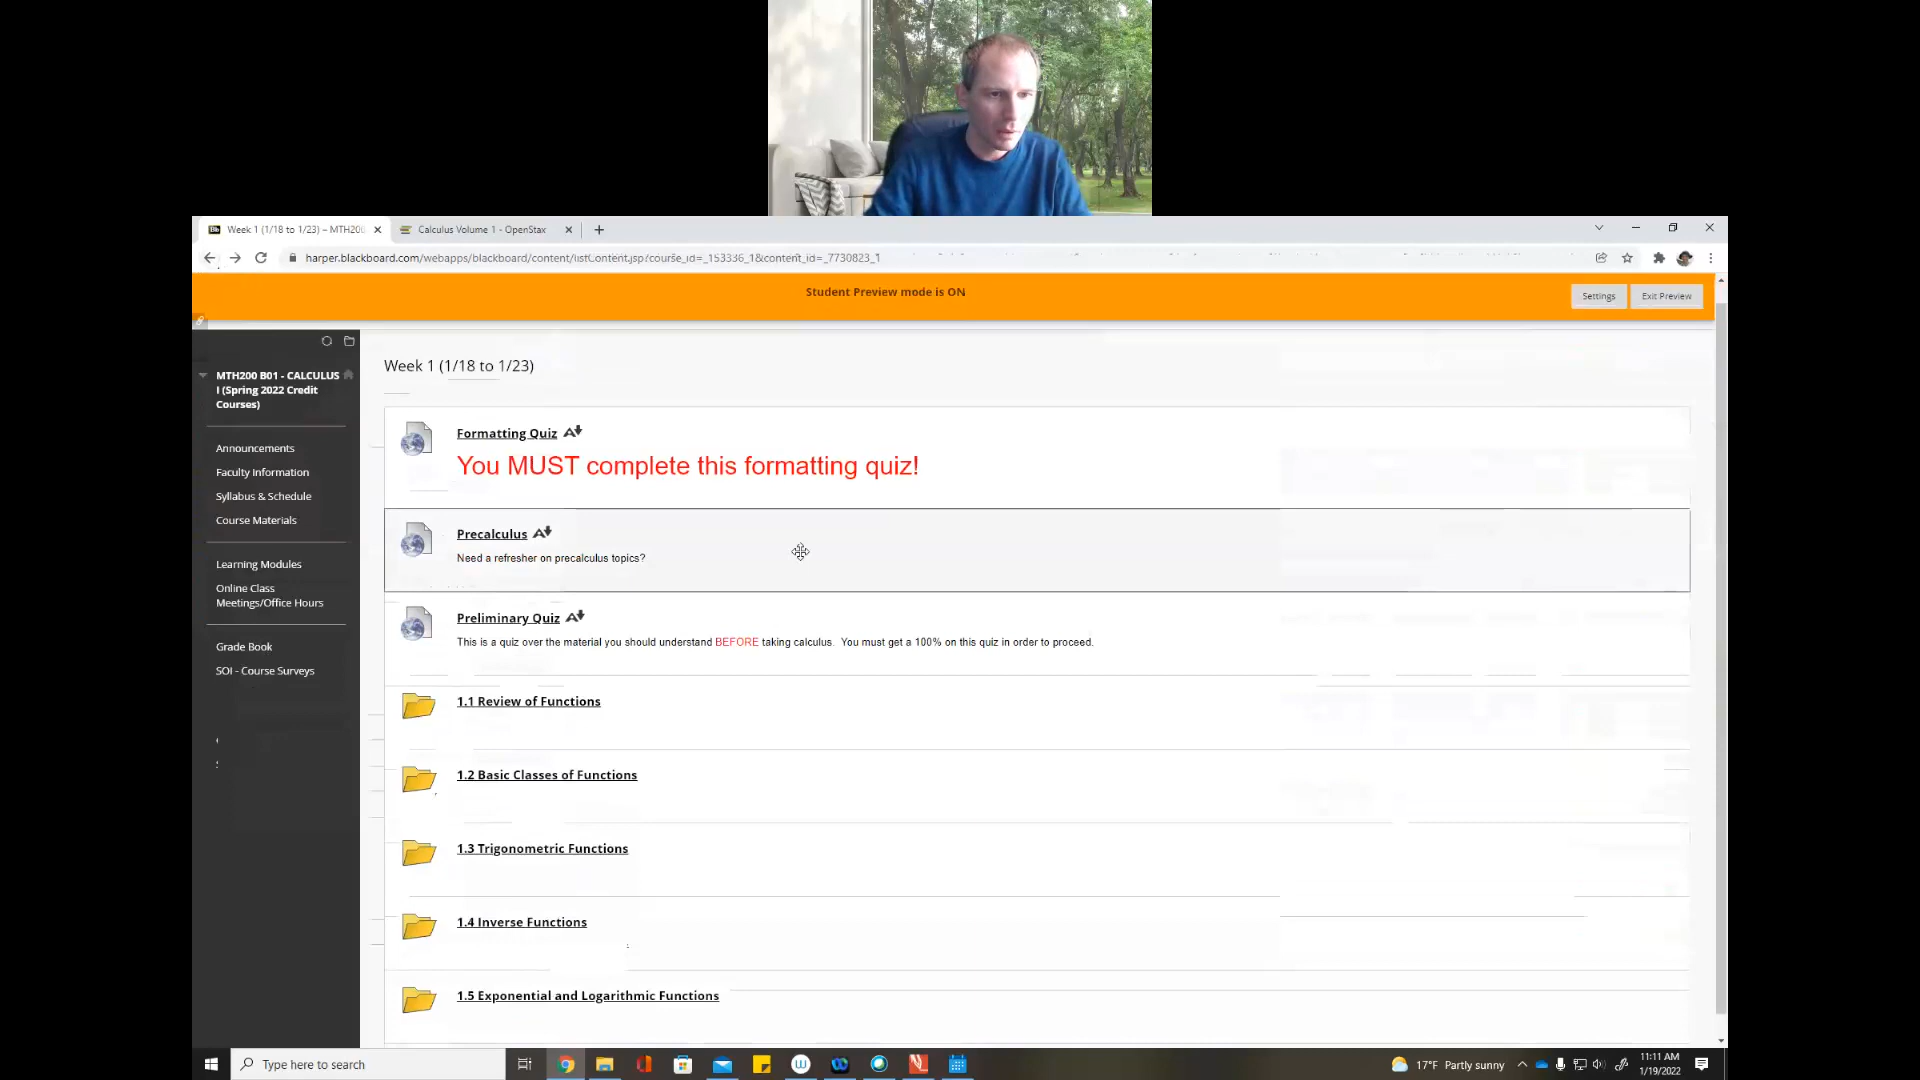 Week 1 (1/18 to 1/23) – MTH200
Calculus Volume 1 - OpenStax
harper.blackboard.com/webapps/blackboard/content/listContent.jsp?course_id=_153336_1&content_id=_7730823_1
Student Preview mode is ON
Settings
Exit Preview
MTH200 B01 - CALCULUS
I (Spring 2022 Credit
Courses)
Announcements
Faculty Information
Syllabus & Schedule
Course Materials
Learning Modules
Online Class
Meetings/Office Hours
Grade Book
SOI - Course Surveys
Week 1 (1/18 to 1/23)
Formatting Quiz
You MUST complete this formatting quiz!
Precalculus
Need a refresher on precalculus topics?
Preliminary Quiz
This is a quiz over the material you should understand BEFORE taking calculus. You must get a 100% on this quiz in order to proceed.
1.1 Review of Functions
1.2 Basic Classes of Functions
1.3 Trigonometric Functions
1.4 Inverse Functions
1.5 Exponential and Logarithmic Functions
Type here to search
17°F Partly sunny
11:11 AM
1/19/2022